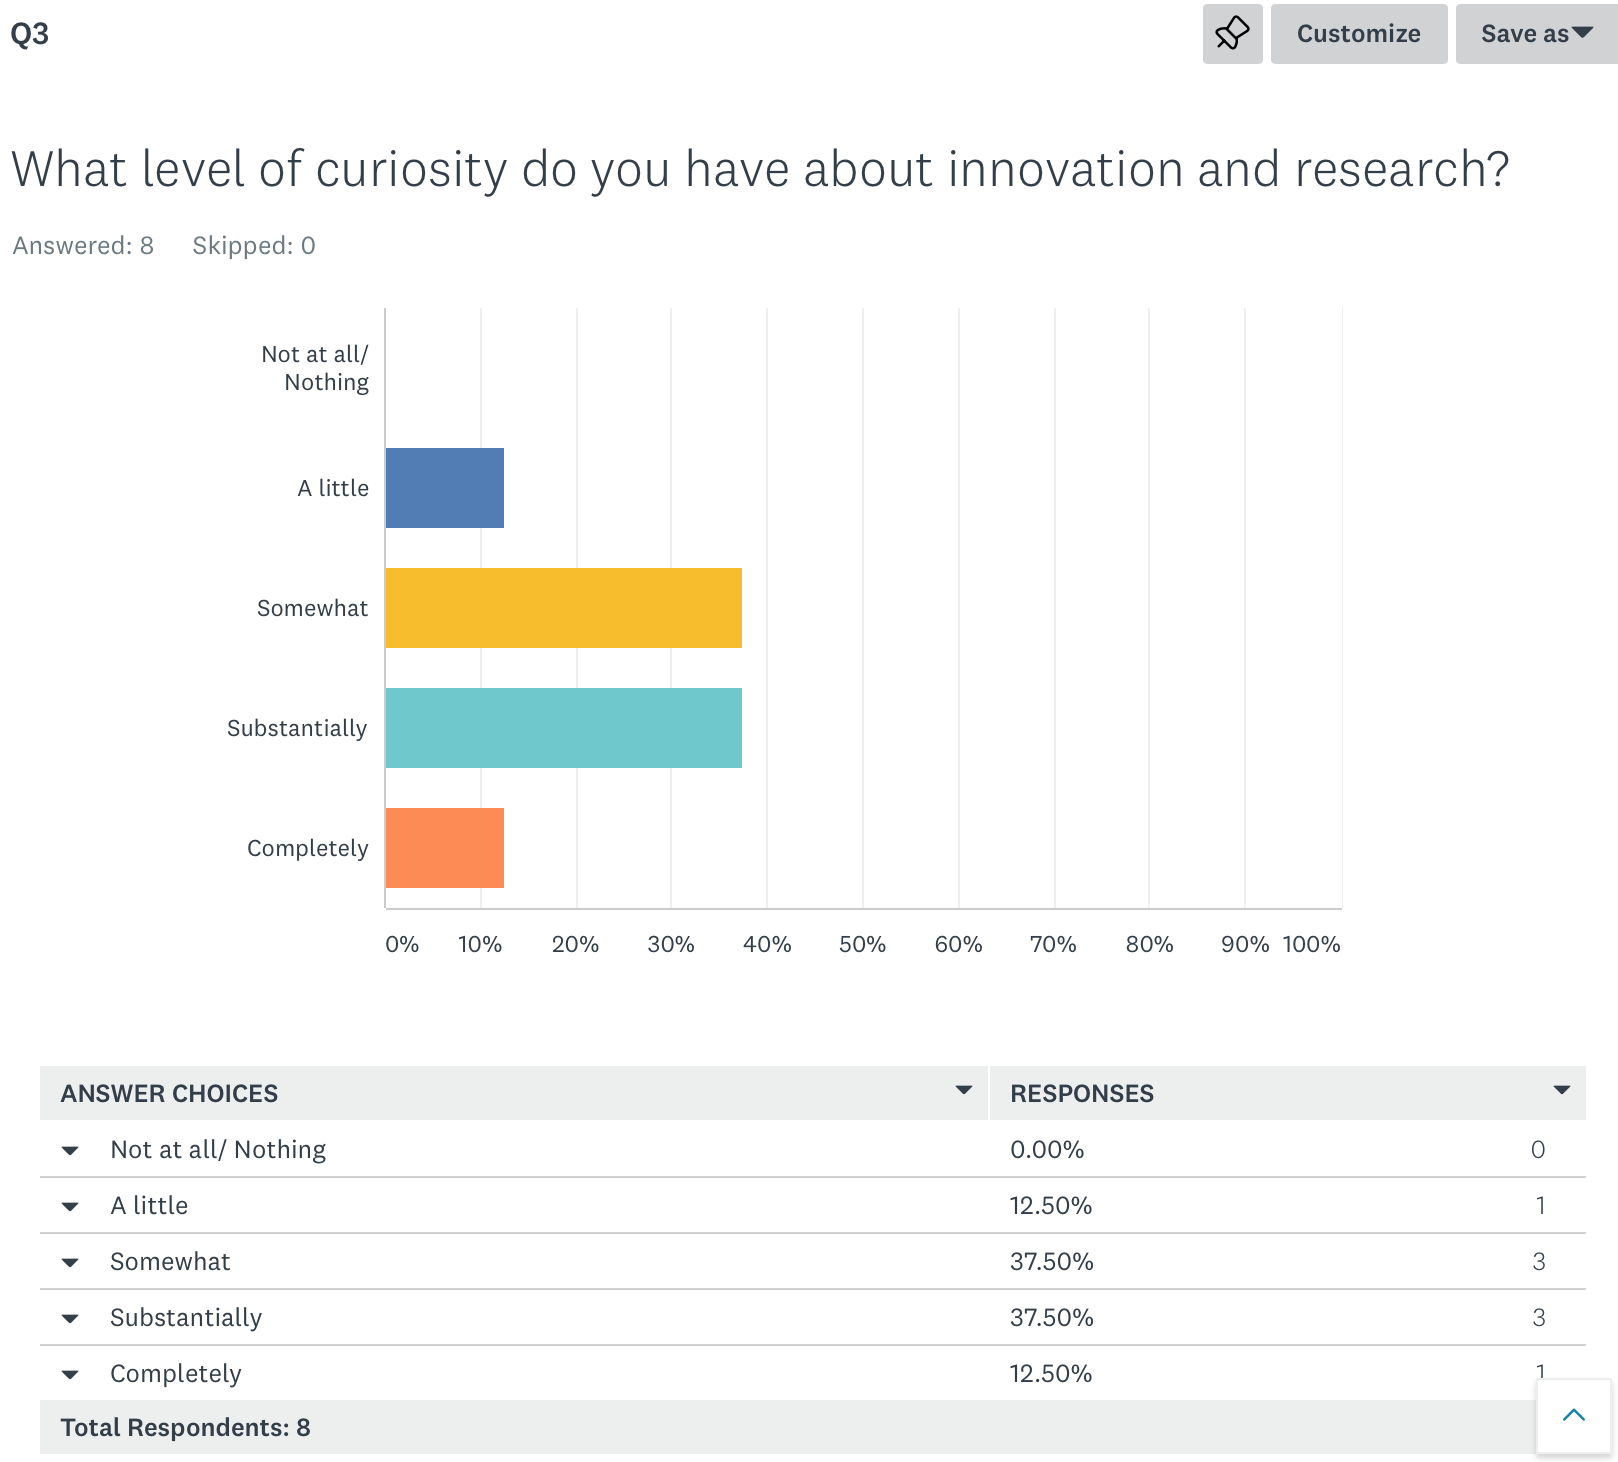 Q3
Customize
Save as
What level of curiosity do you have about innovation and research?
Answered: 8 Skipped: 0
Not at all/
Nothing
A little
Somewhat
Substantially
Completely
0% 10% 20% 30% 40% 50% 60% 70% 80% 90% 100%
ANSWER CHOICES RESPONSES
Not at all/ Nothing 0.00% 0
A little 12.50% 1
Somewhat 37.50% 3
Substantially 37.50% 3
Completely 12.50% 1
Total Respondents: 8